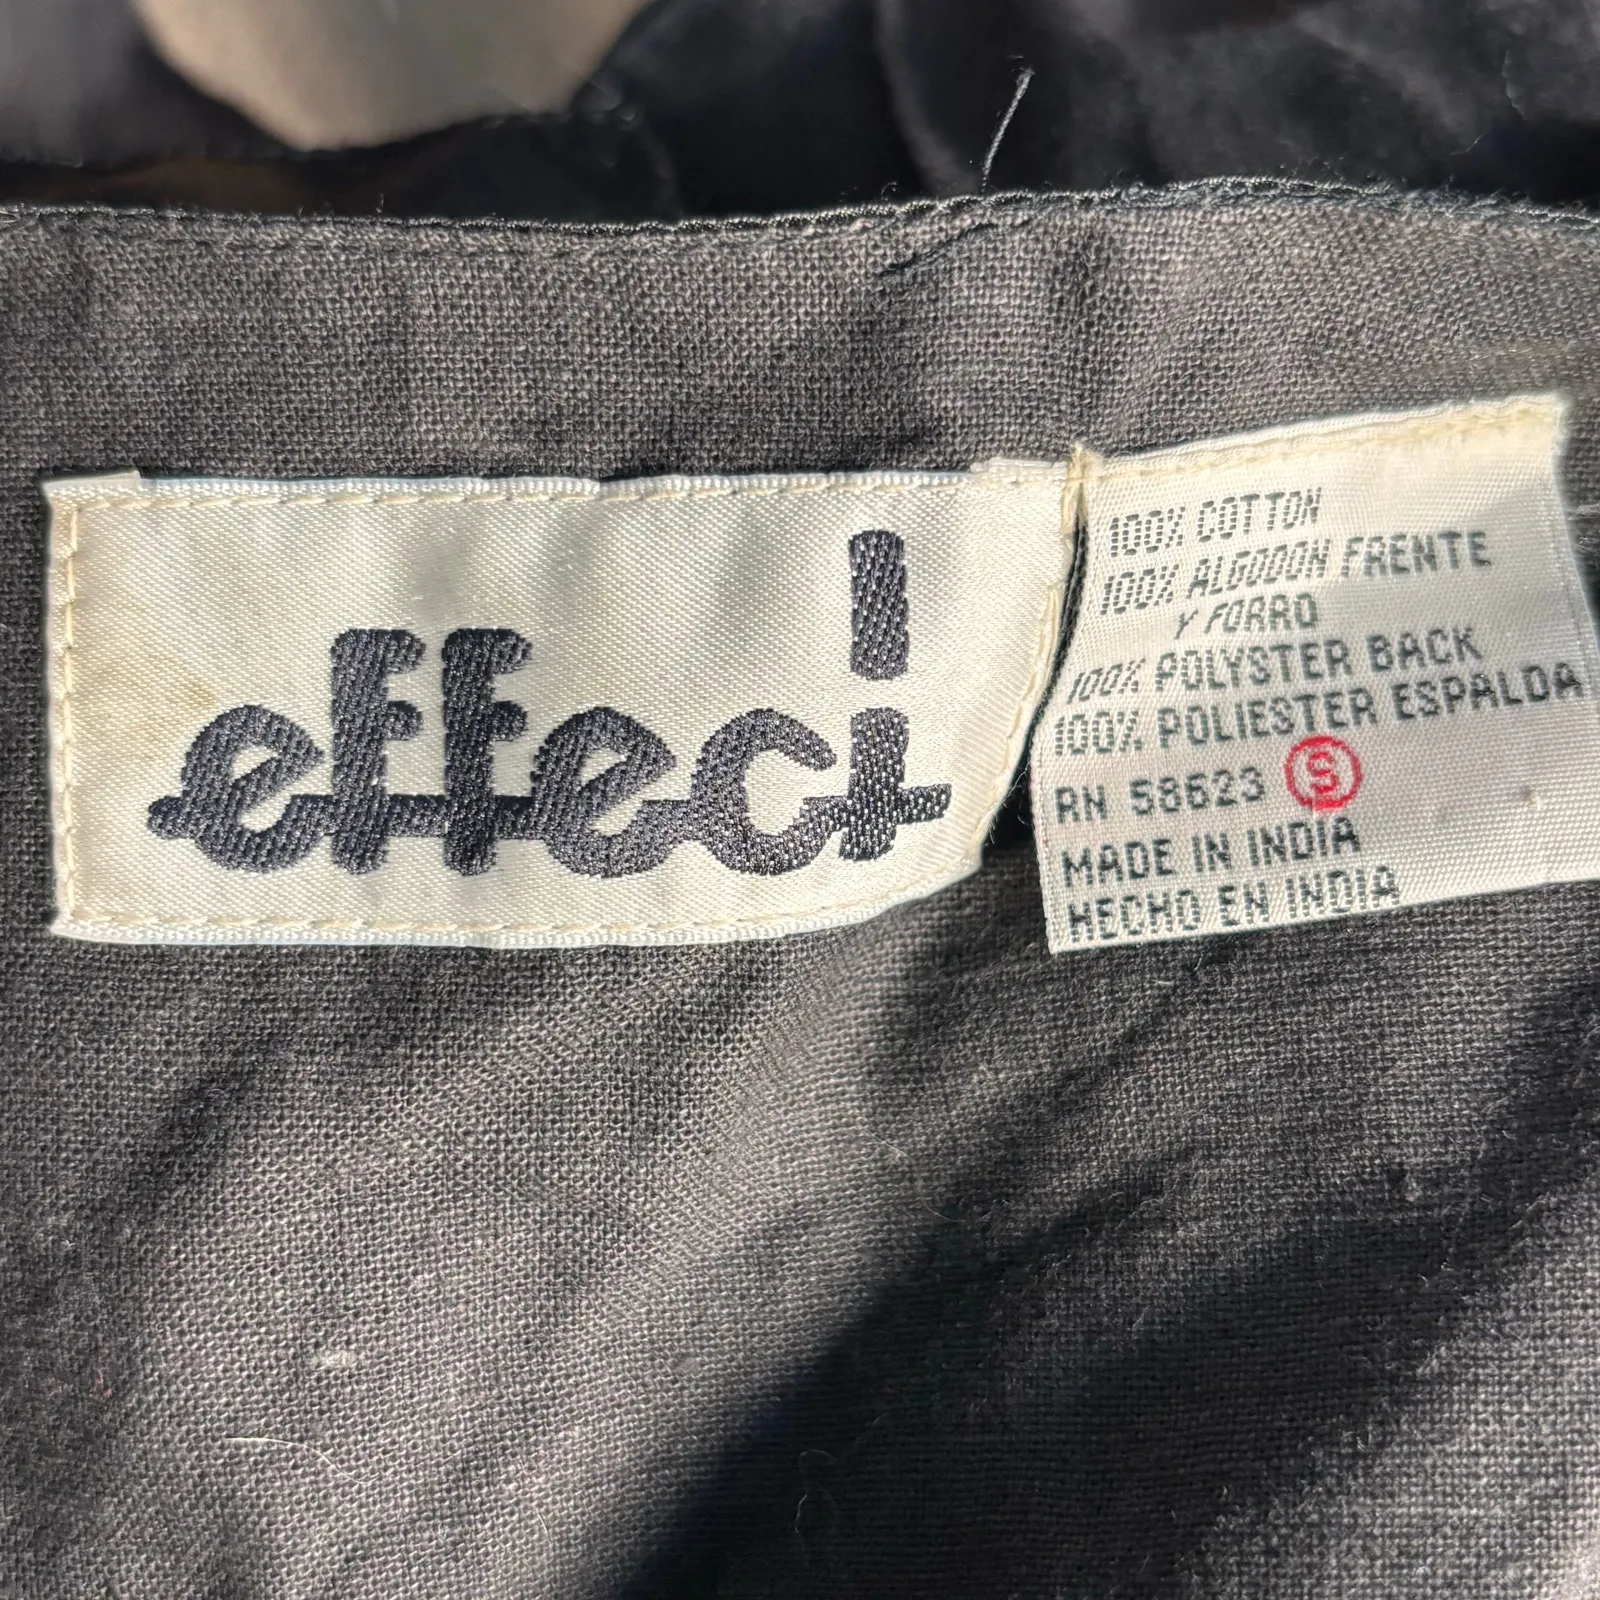 effect
100% COTTON
100% ALGODON FRENTE
Y FORRO
100% POLYSTER BACK
100% POLIESTER ESPALDA
RN 58623 S
MADE IN INDIA
HECHO EN INDIA